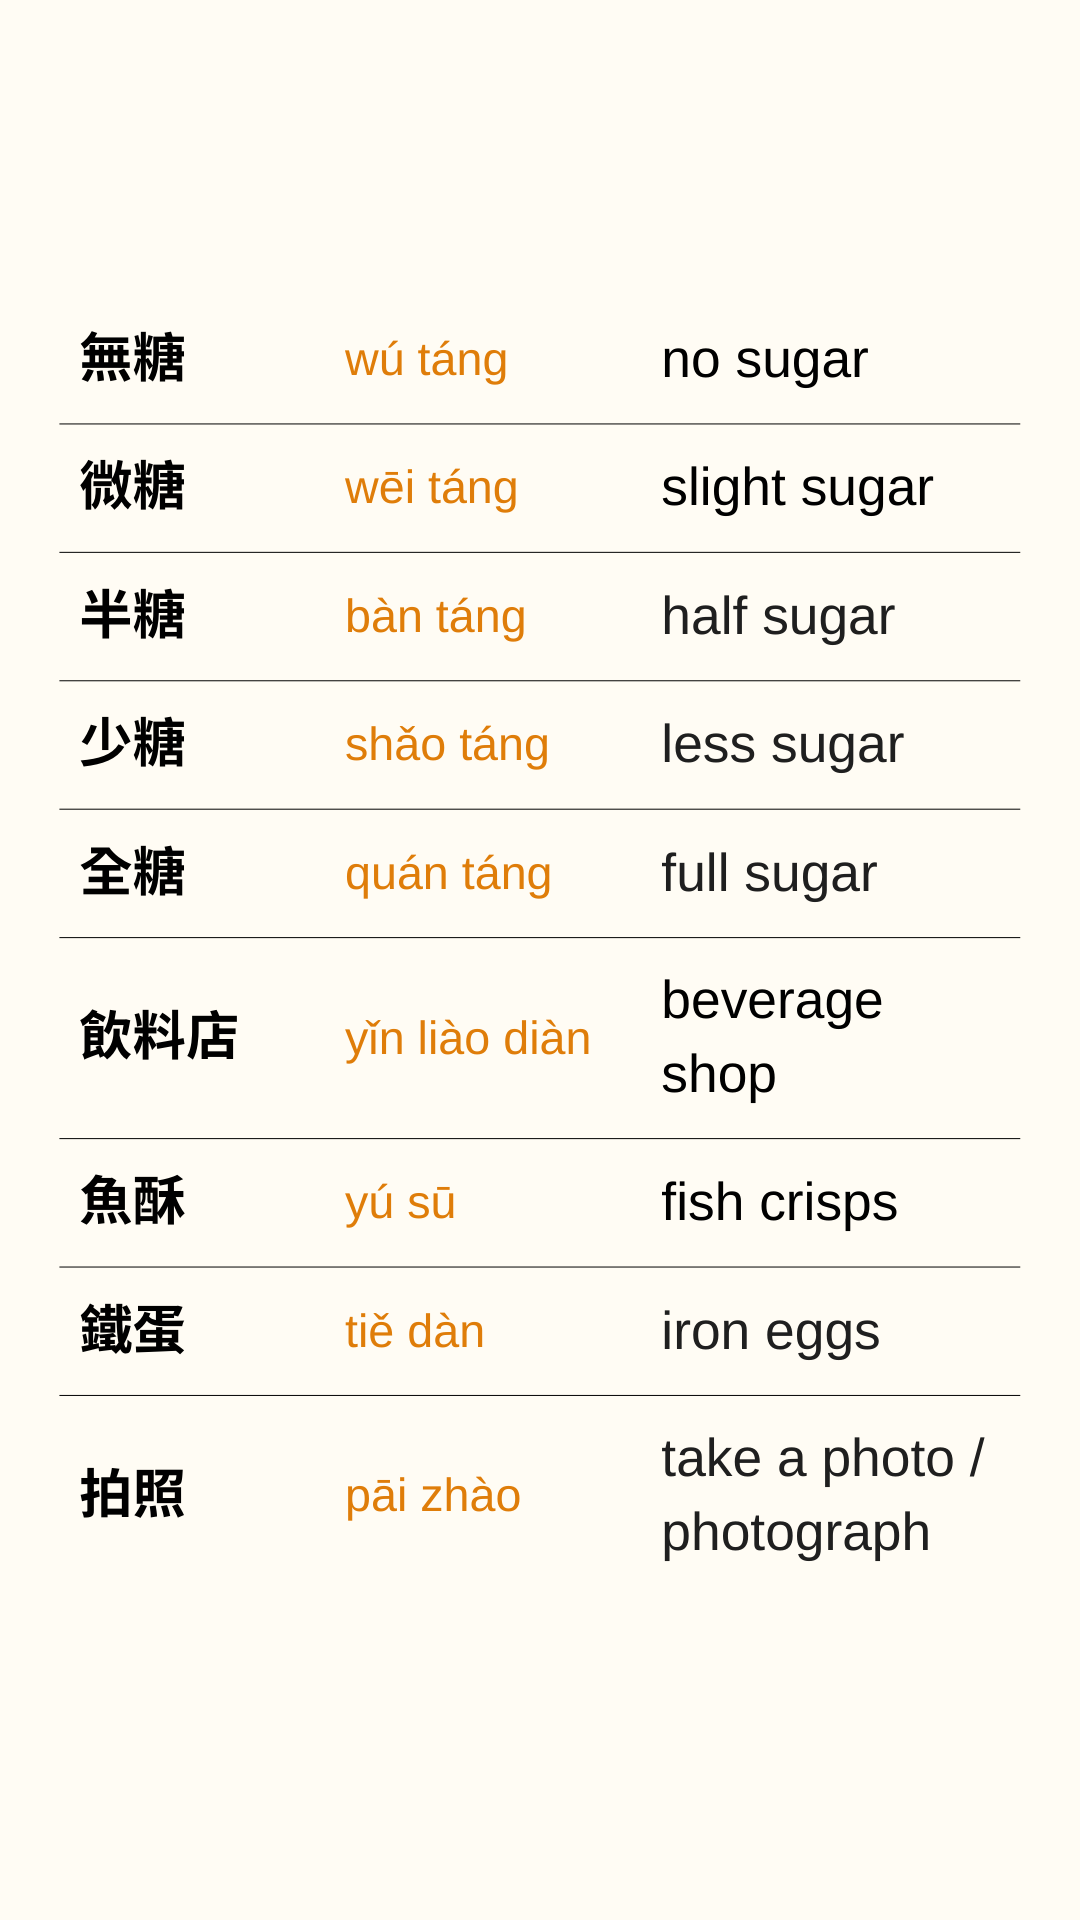 無糖 wú táng no sugar
微糖 wēi táng slight sugar
半糖 bàn táng half sugar
少糖 shǎo táng less sugar
全糖 quán táng full sugar
飲料店 yǐn liào diàn beverage
shop
魚酥 yú sū fish crisps
鐵蛋 tiě dàn iron eggs
拍照 pāi zhào take a photo /
photograph